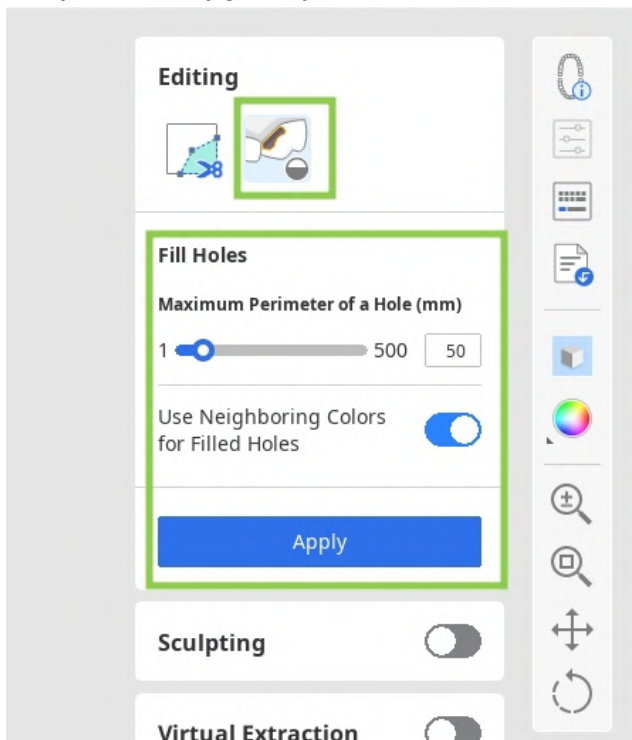 Editing
Fill Holes
Maximum Perimeter of a Hole (mm)
1 500 50
Use Neighboring Colors
for Filled Holes
Apply
Sculpting
Virtual Extraction